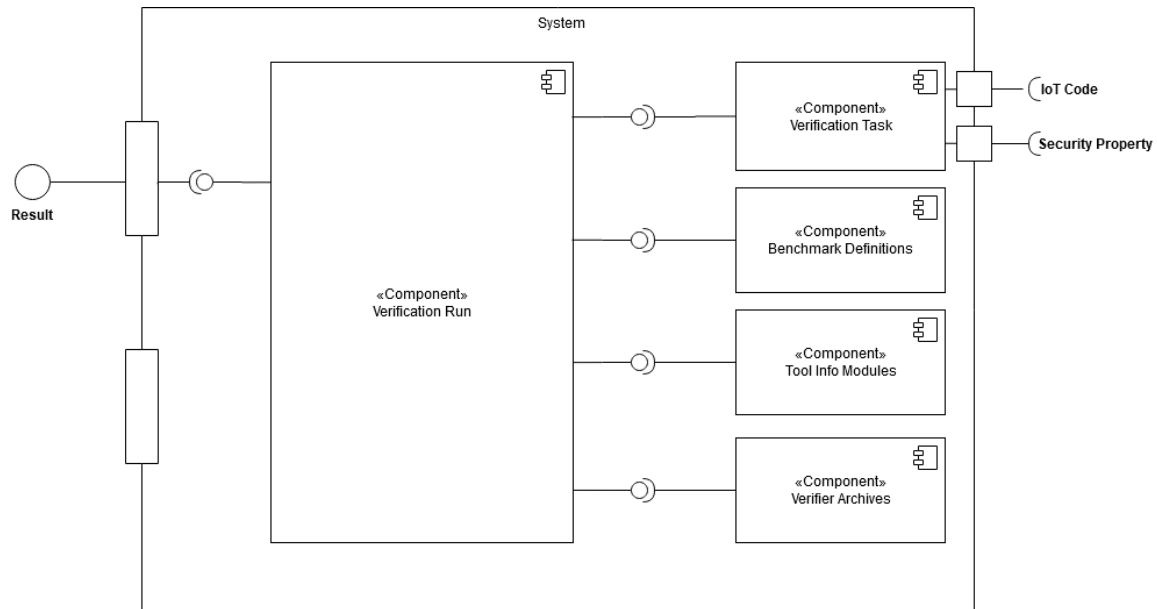 System
«Component»
Verification Task
IoT Code
Security Property
Result
«Component»
Benchmark Definitions
«Component»
Verification Run
«Component»
Tool Info Modules
«Component»
Verifier Archives